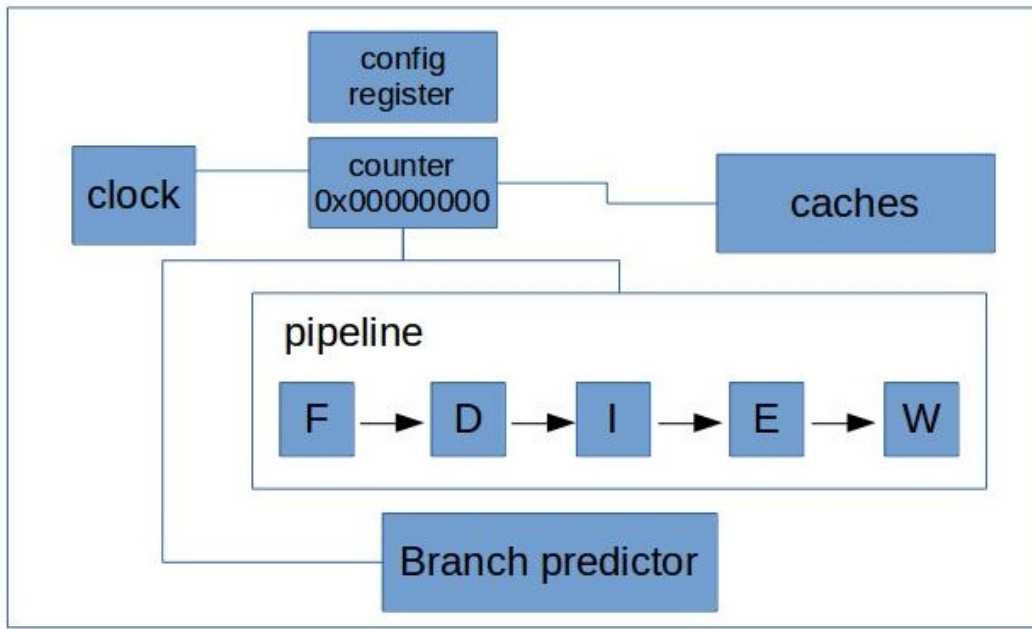 config
register
clock
counter
0x00000000
caches
pipeline
F
D
I
E
W
Branch predictor